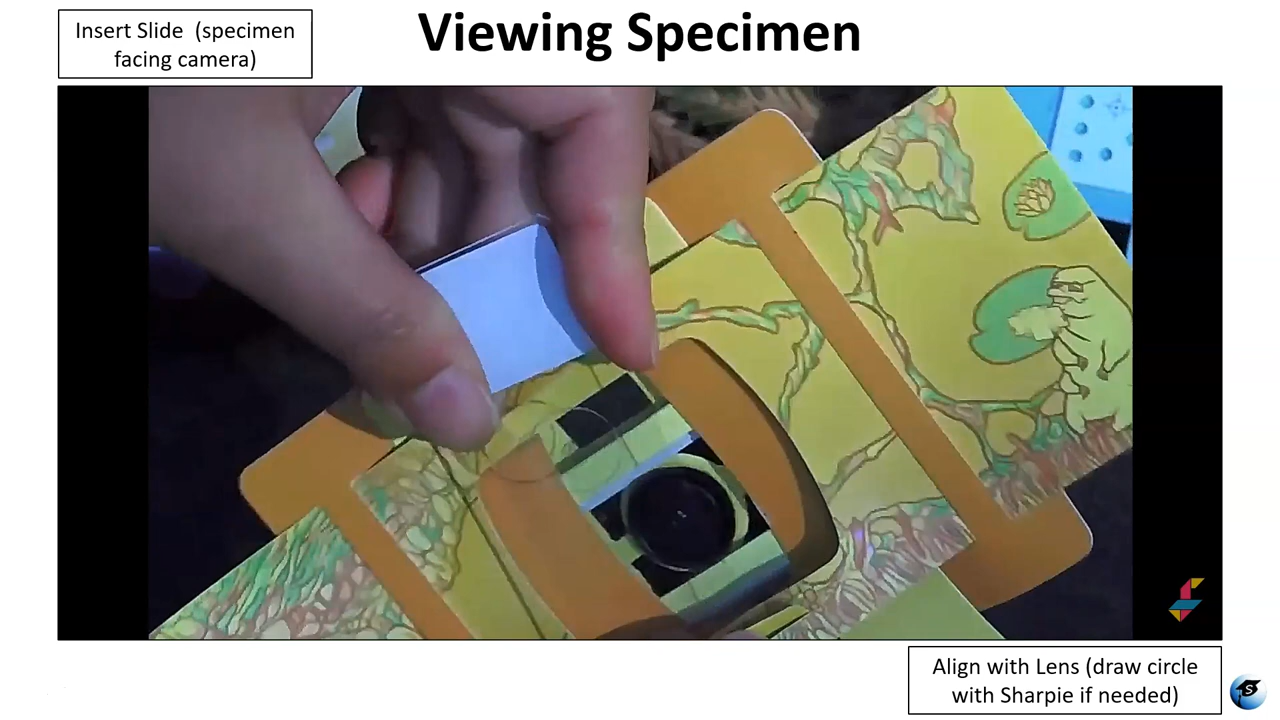 Viewing Specimen
Insert Slide (specimen
facing camera)
Align with Lens (draw circle
with Sharpie if needed)